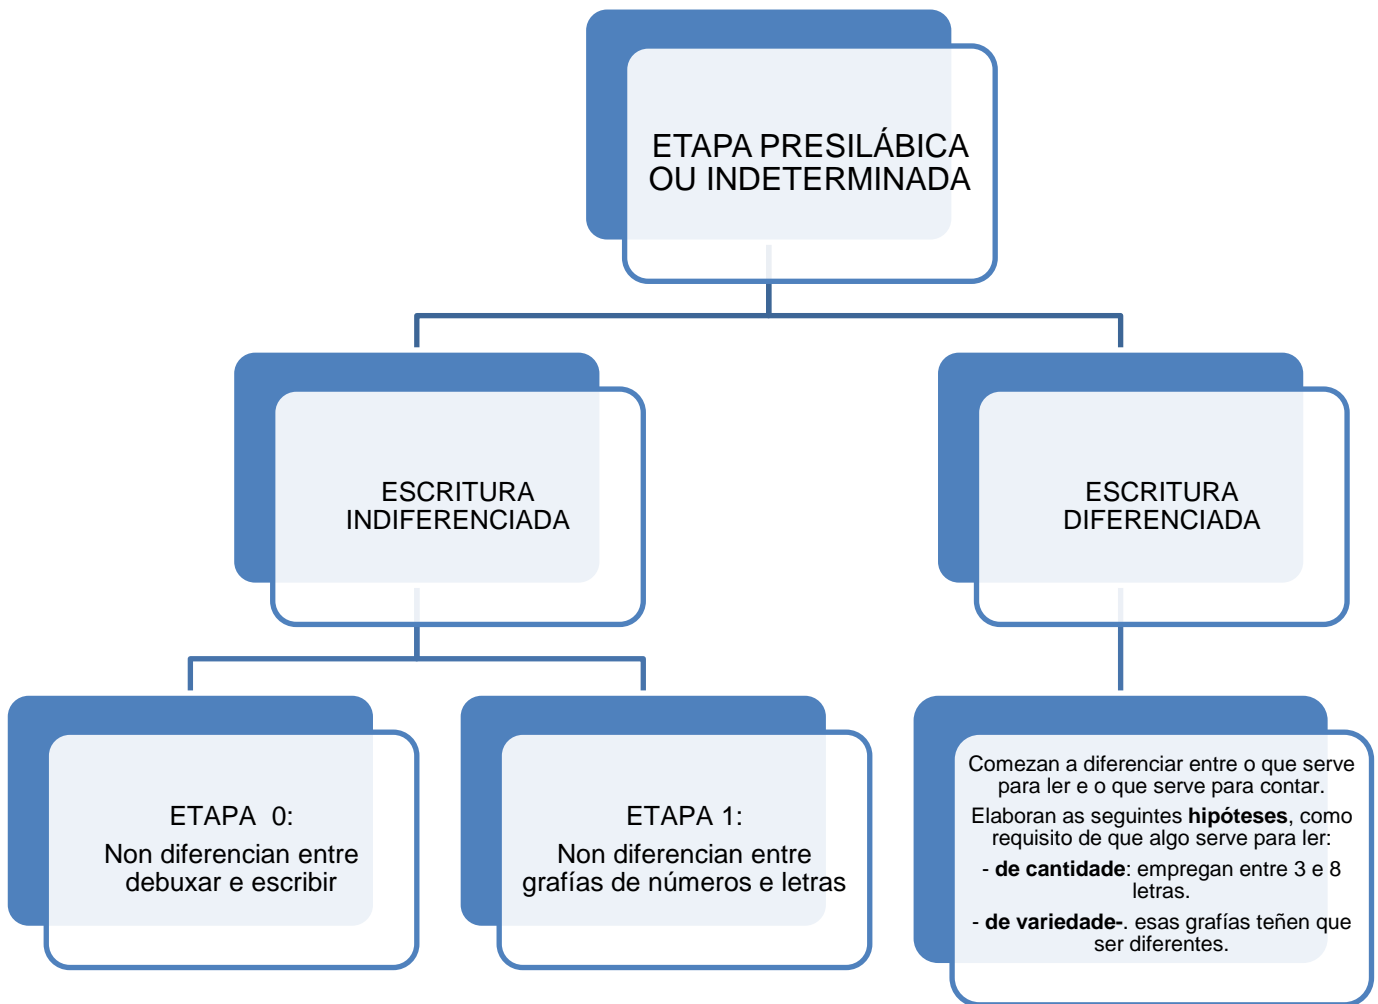 ETAPA PRESILÁBICA
OU INDETERMINADA
ESCRITURA
INDIFERENCIADA
ESCRITURA
DIFERENCIADA
ETAPA 0:
Non diferencian entre
debuxar e escribir
ETAPA 1:
Non diferencian entre
grafías de números e letras
Comezan a diferenciar entre o que serve
para ler e o que serve para contar.
Elaboran as seguintes hipóteses, como
requisito de que algo serve para ler:
- de cantidade: empregan entre 3 e 8
letras.
- de variedade-. esas grafías teñen que
ser diferentes.